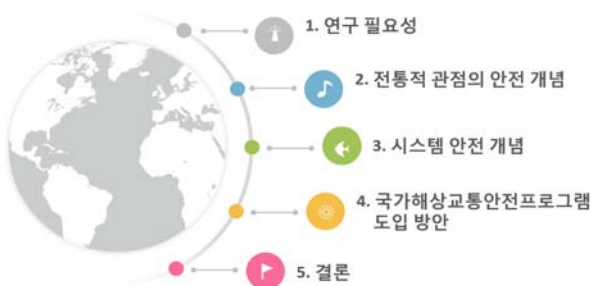 1. 연구 필요성
2. 전통적 관점의 안전 개념
3. 시스템 안전 개념
4. 국가해상교통안전프로그램
도입 방안
5. 결론